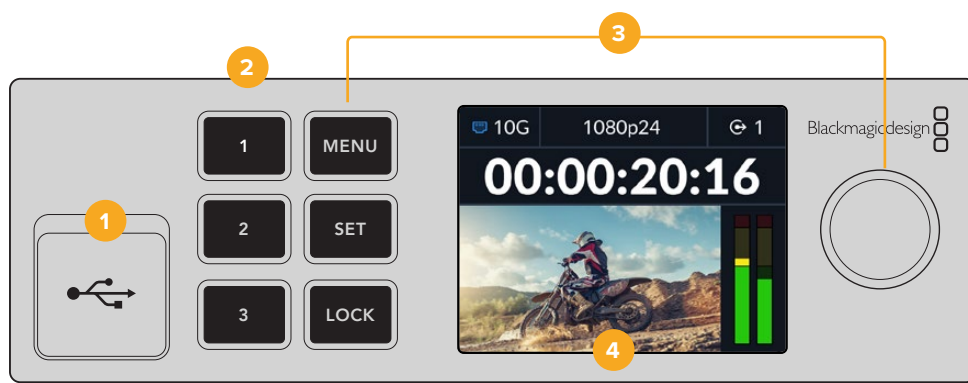 3
2
1 MENU
10G 1080p24 1
Blackmagicdesign
00:00:20:16
1
2 SET
3 LOCK
4